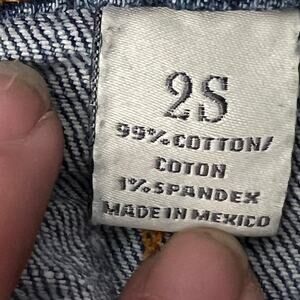 2S
99% COTTON/
COTON
1% SPANDEX
MADE IN MEXICO